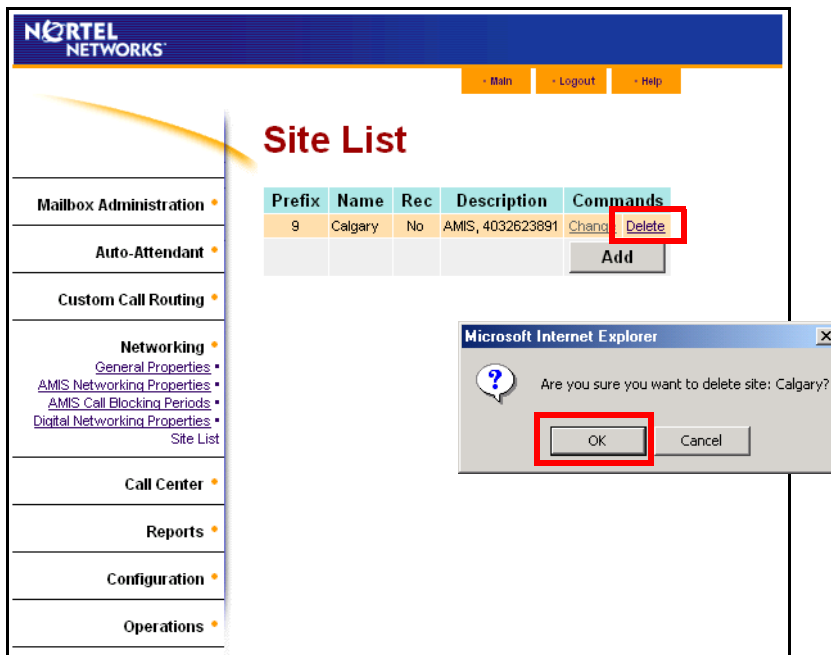 NORTEL
NETWORKS
Main Logout Help
Site List
Mailbox Administration
Auto-Attendant
Custom Call Routing
Networking
General Properties
AMIS Networking Properties
AMIS Call Blocking Periods
Digital Networking Properties
Site List
Call Center
Reports
Configuration
Operations
Prefix Name Rec Description Commands
9 Calgary No AMIS, 4032623891 Change Delete
Add
Microsoft Internet Explorer
Are you sure you want to delete site: Calgary?
OK Cancel